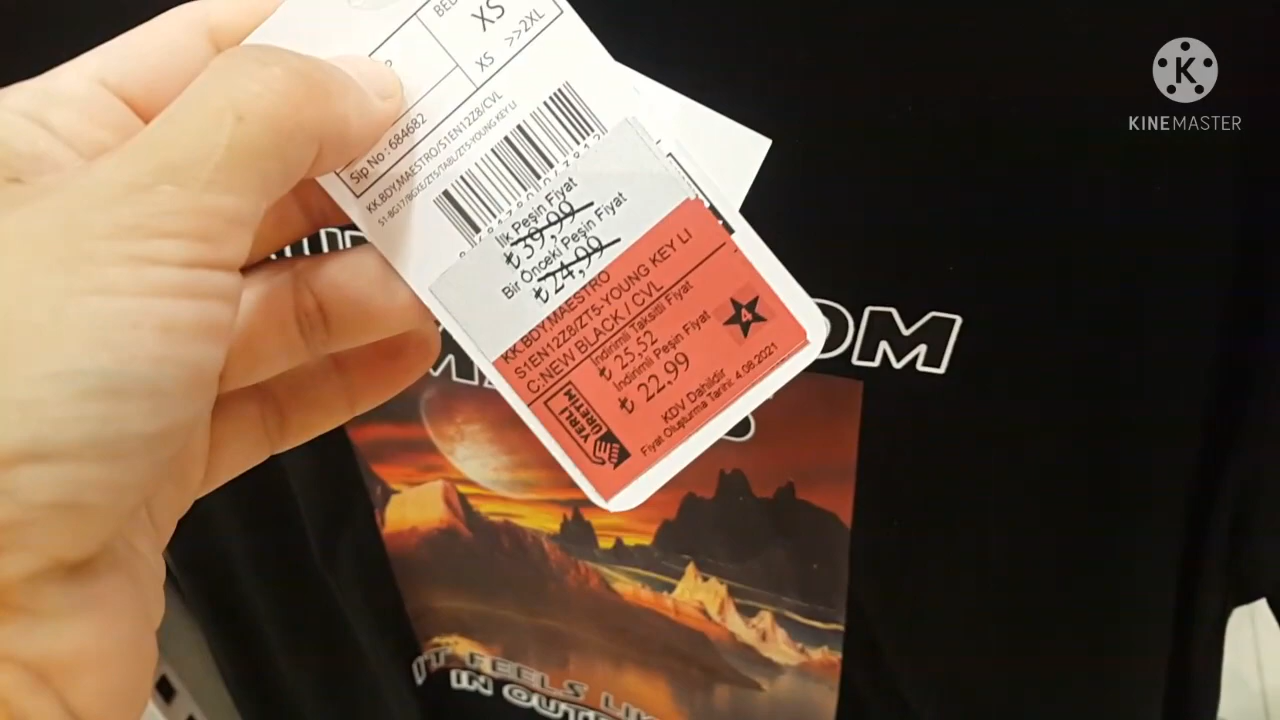 XS
XS >>2XL
Sip No : 684682
KK.BDY,MAESTRO/S1EN12Z8/CVL
İlk Peşin Fiyat
₺ 39,99
Bir Önceki Peşin Fiyat
₺ 24,99
KK.BDY,MAESTRO
S1EN12Z8/ZT5-YOUNG KEY LI
C:NEW BLACK / CVL
İndirimli Taksitli Fiyat
₺ 25,52
İndirimli Peşin Fiyat
₺ 22,99
4
KDV Dahildir
Fiyat Oluşturma Tarihi: 4.08.2021
YERLİ
ÜRETİM
IT FEELS
IN
K
KINEMASTER